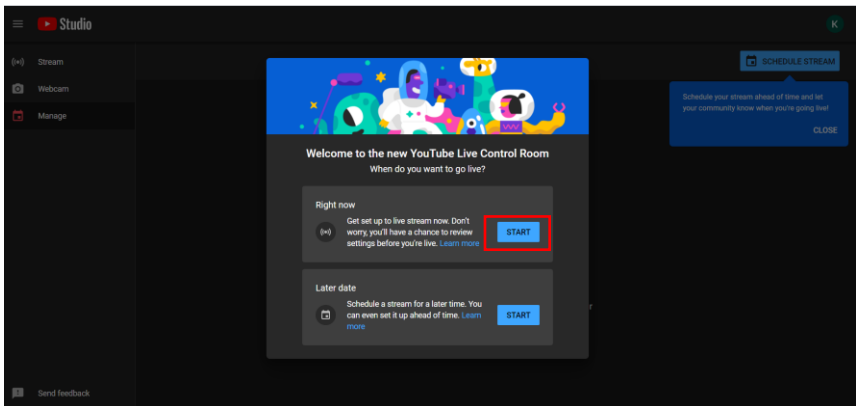 Studio
K
Stream
Webcam
Manage
SCHEDULE STREAM
Schedule your stream ahead of time and let
your community know when you're going live!
CLOSE
Welcome to the new YouTube Live Control Room
When do you want to go live?
Right now
Get set up to live stream now. Don't
worry, you'll have a chance to review
settings before you're live. Learn more
START
Later date
Schedule a stream for a later time. You
can even set it up ahead of time. Learn
more
START
Send feedback